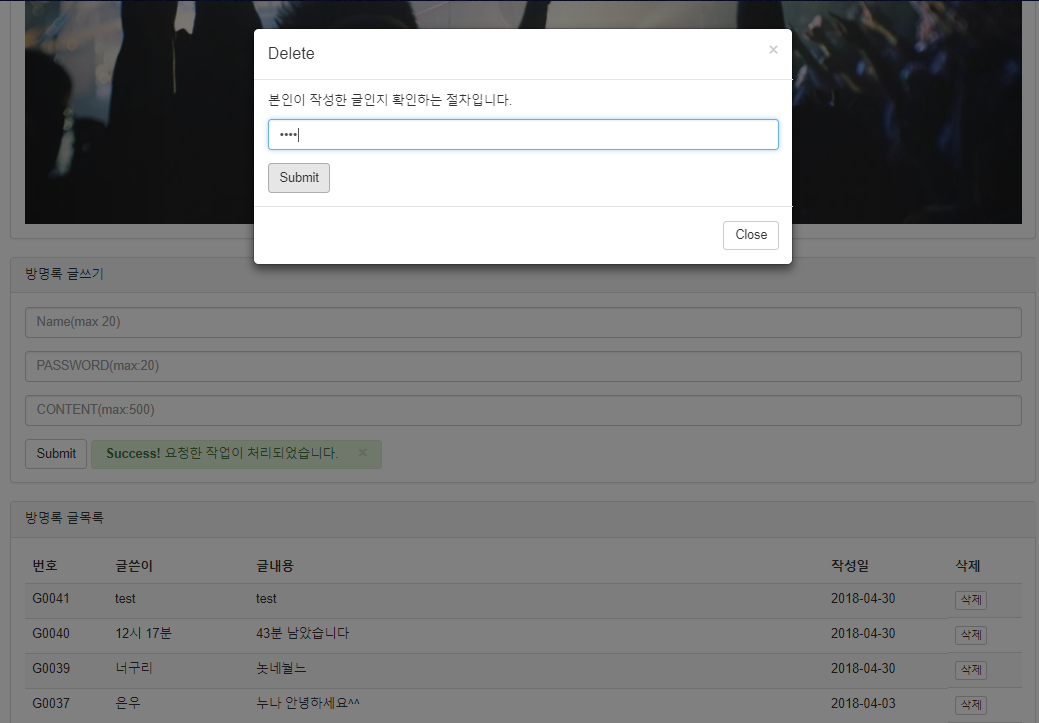 Delete ×
본인이 작성한 글인지 확인하는 절차입니다.
••••
Submit
Close
방명록 글쓰기
Name(max 20)
PASSWORD(max:20)
CONTENT(max:500)
Submit Success! 요청한 작업이 처리되었습니다. ×
방명록 글목록
번호 글쓴이 글내용 작성일 삭제
G0041 test test 2018-04-30 삭제
G0040 12시 17분 43분 남았습니다 2018-04-30 삭제
G0039 너구리 놋네월느 2018-04-30 삭제
G0037 은우 누나 안녕하세요^^ 2018-04-03 삭제